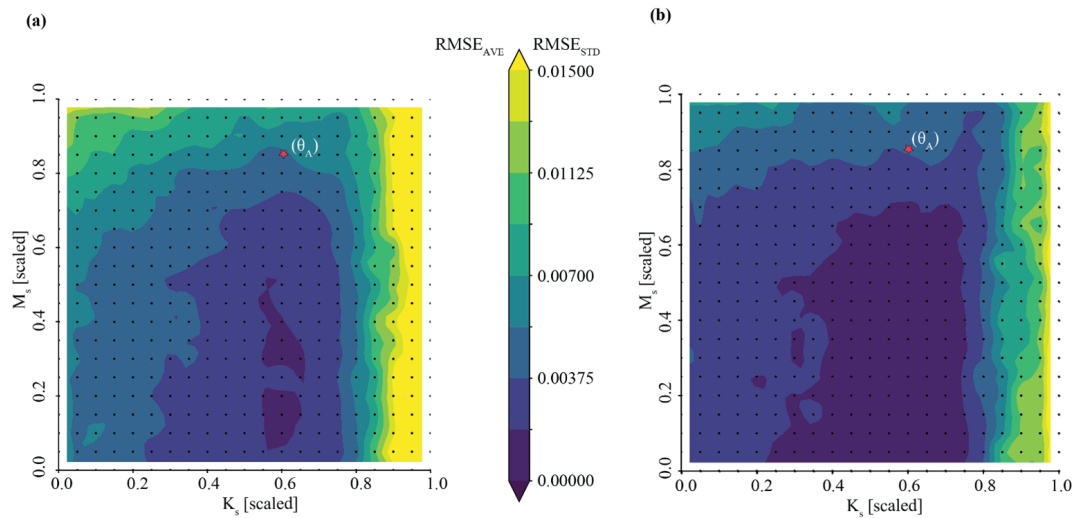 (a)
(b)
RMSE_AVE RMSE_STD
0.01500
0.01125
0.00700
0.00375
0.00000
1.0
0.8
0.6
0.4
0.2
0.0
M_s [scaled]
(θ_A)
0.0 0.2 0.4 0.6 0.8 1.0
K_s [scaled]
1.0
0.8
0.6
0.4
0.2
0.0
M_s [scaled]
(θ_A)
0.0 0.2 0.4 0.6 0.8 1.0
K_s [scaled]